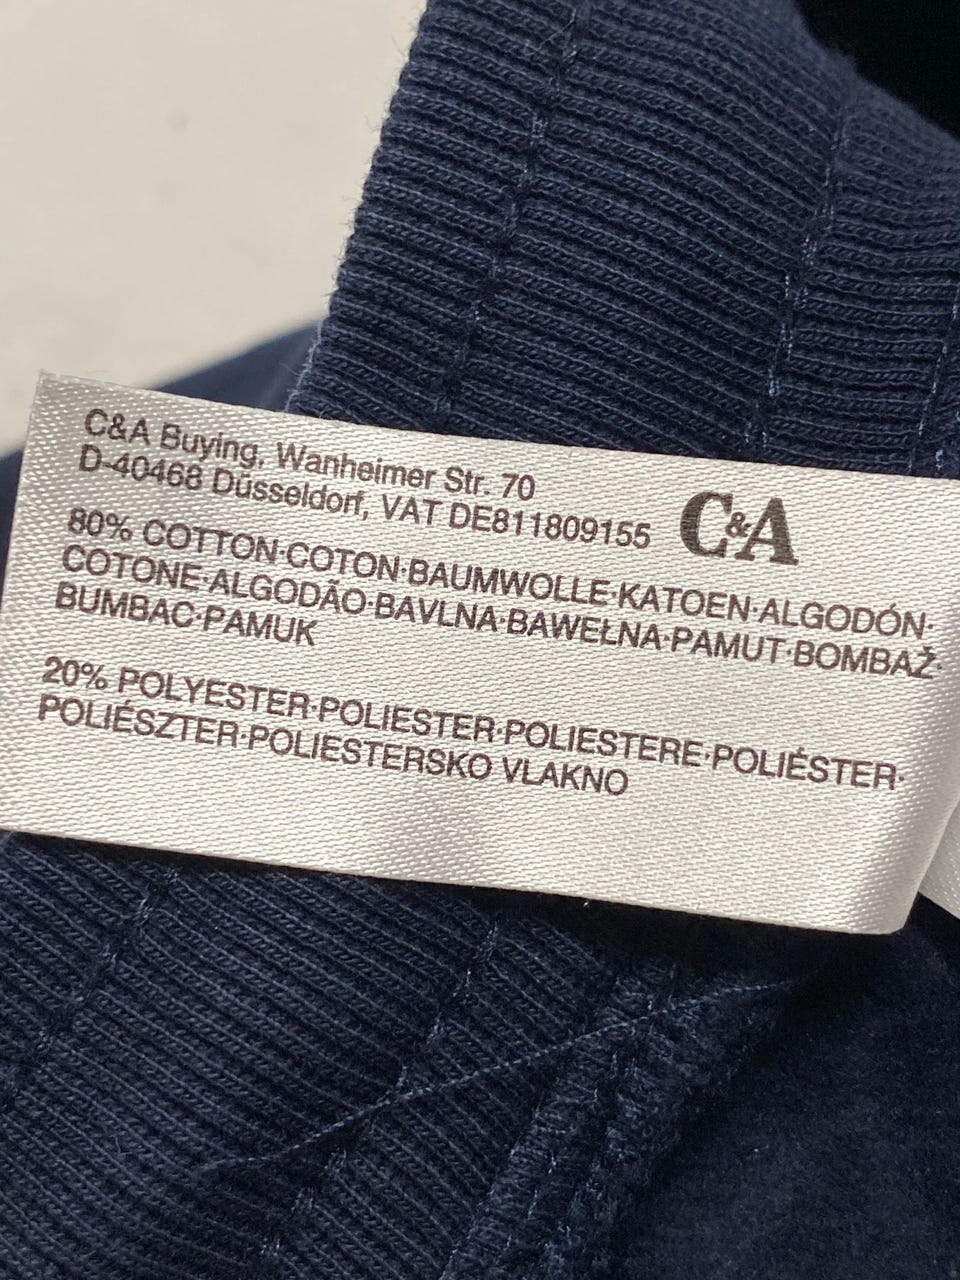 C&A Buying, Wanheimer Str. 70
D-40468 Düsseldorf, VAT DE811809155
C&A
80% COTTON·COTON·BAUMWOLLE·KATOEN·ALGODÓN·
COTONE·ALGODÃO·BAVLNA·BAWEŁNA·PAMUT·BOMBAŽ·
BUMBAC·PAMUK
20% POLYESTER·POLIESTER·POLIESTERE·POLIÉSTER·
POLIÉSZTER·POLIESTERSKO VLAKNO